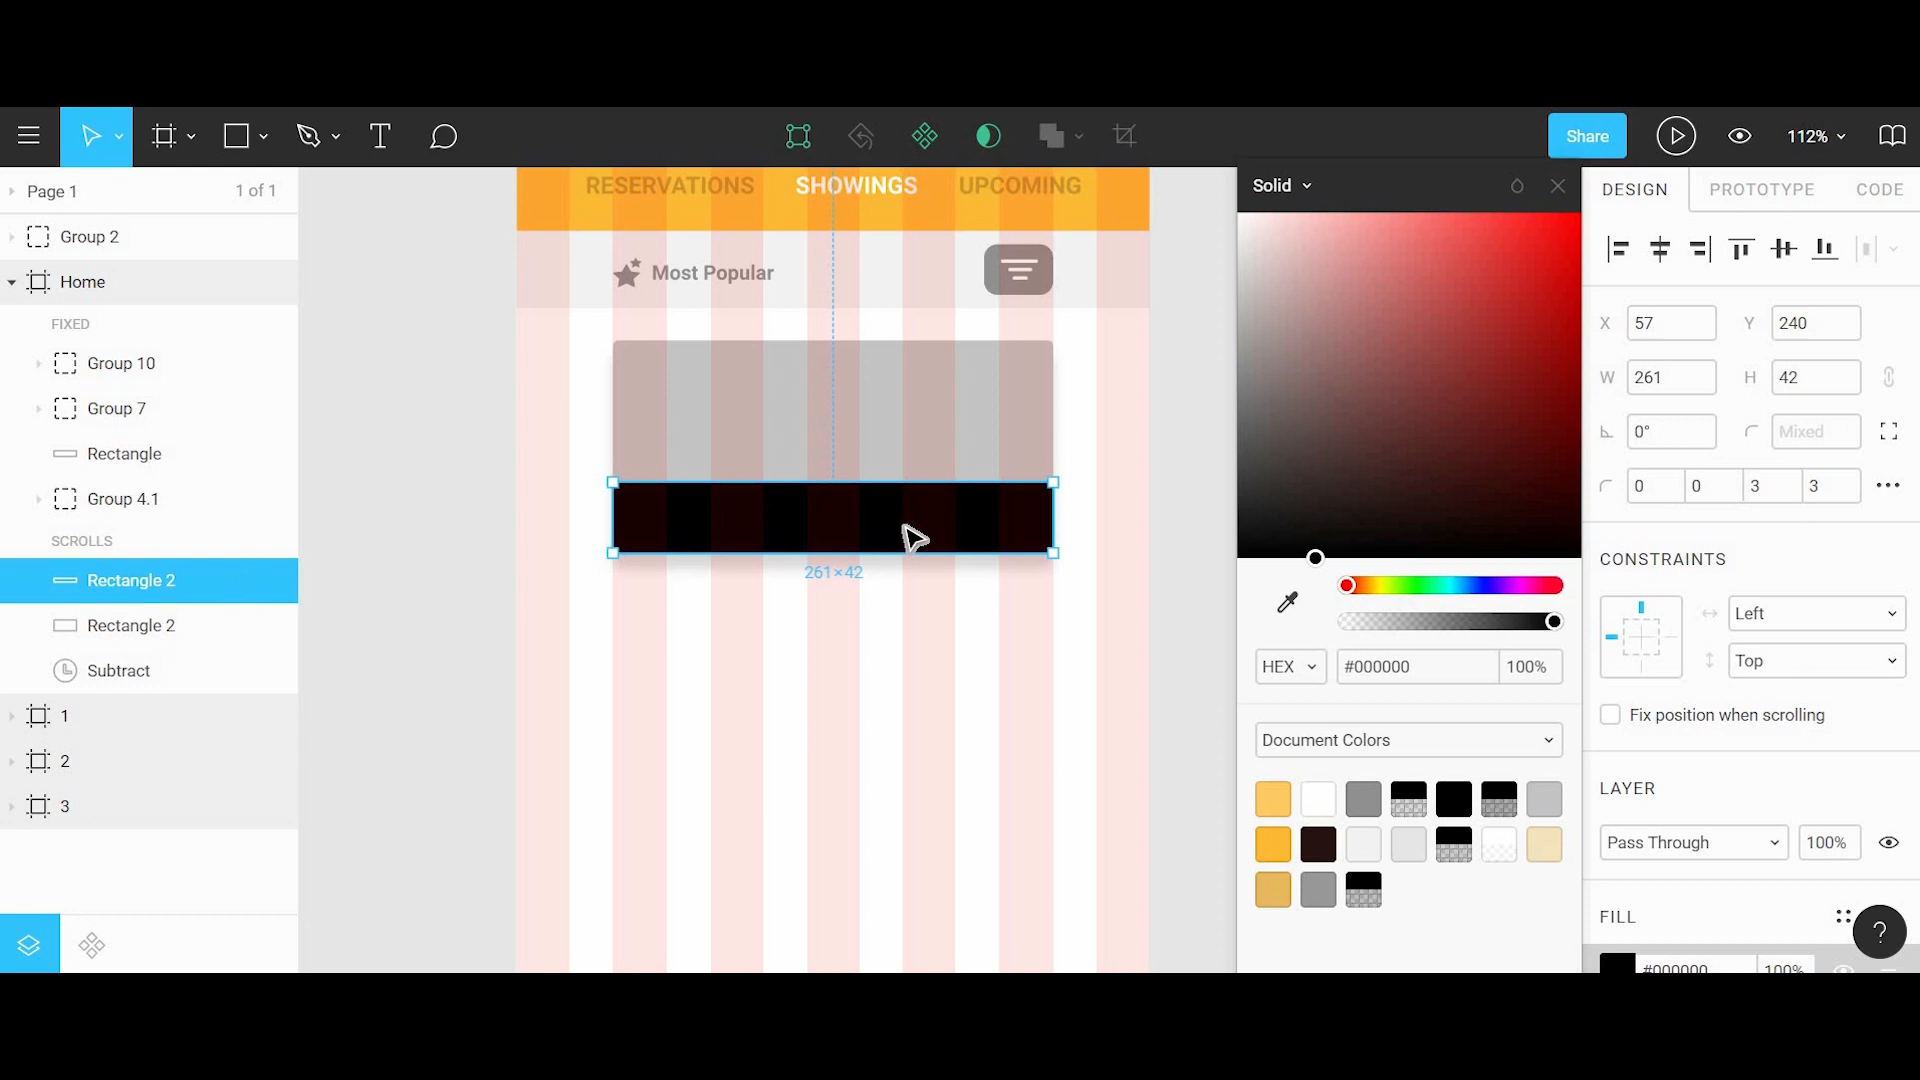 Share
112%
Page 1
1 of 1
Group 2
Home
FIXED
Group 10
Group 7
Rectangle
Group 4.1
SCROLLS
Rectangle 2
Rectangle 2
Subtract
1
2
3
RESERVATIONS
SHOWINGS
UPCOMING
Most Popular
261×42
Solid
HEX
#000000
100%
Document Colors
DESIGN
PROTOTYPE
CODE
X 57
Y 240
W 261
H 42
0°
Mixed
0 0 3 3
CONSTRAINTS
Left
Top
Fix position when scrolling
LAYER
Pass Through
100%
FILL
?
#000000
100%